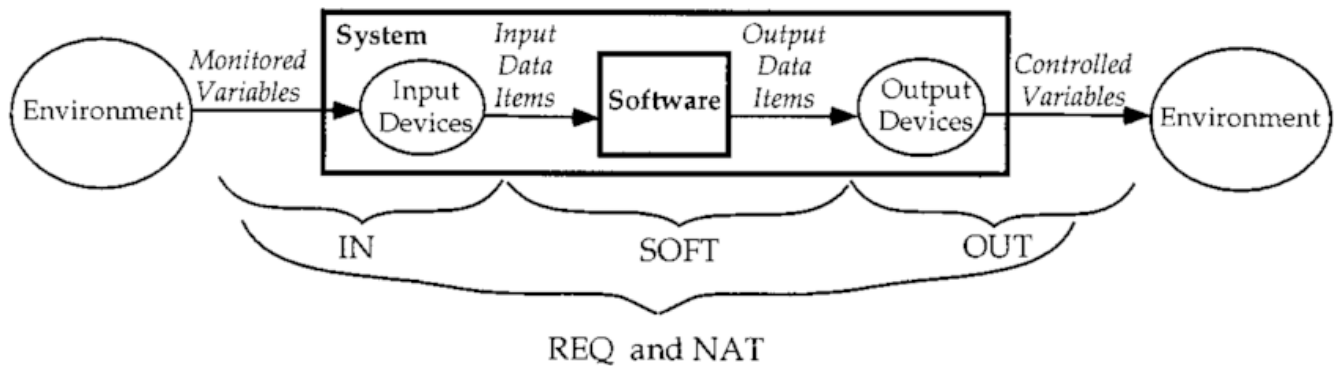 System
Monitored
Variables
Input
Data
Items
Output
Data
Items
Controlled
Variables
Environment
Input
Devices
Software
Output
Devices
Environment
IN
SOFT
OUT
REQ and NAT